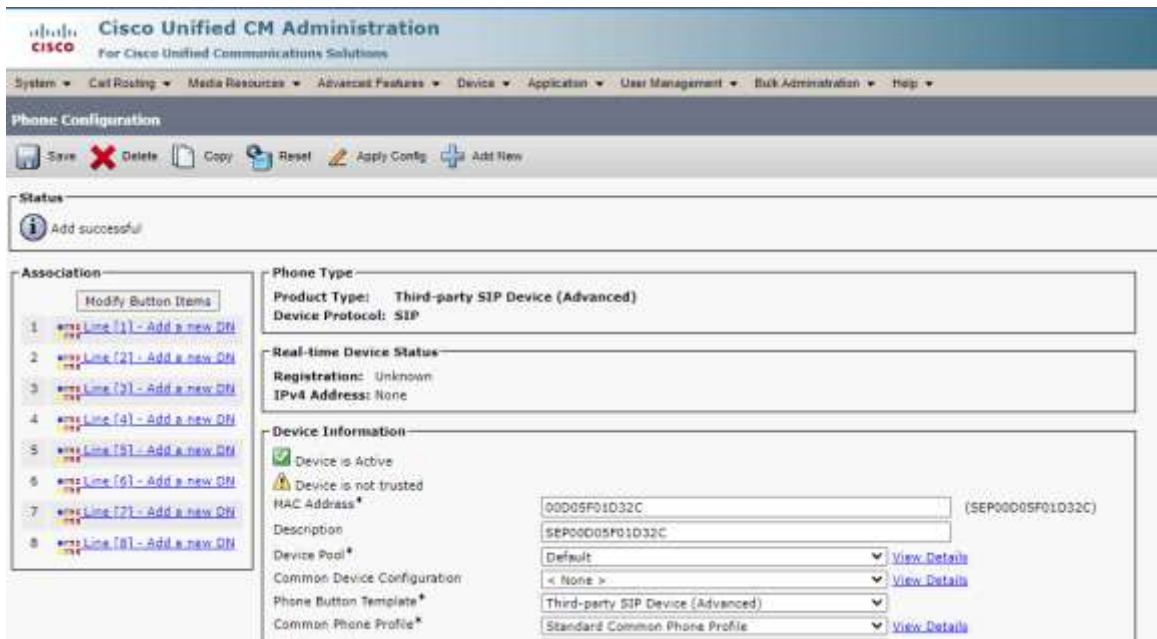 Cisco Unified CM Administration
CISCO
For Cisco Unified Communications Solutions
System Call Routing Media Resources Advanced Features Device Application User Management Bulk Administration Help
Phone Configuration
Save Delete Copy Reset Apply Config Add New
Status
Add successful
Association
Modify Button Items
1 Line [1] - Add a new DN
2 Line [2] - Add a new DN
3 Line [3] - Add a new DN
4 Line [4] - Add a new DN
5 Line [5] - Add a new DN
6 Line [6] - Add a new DN
7 Line [7] - Add a new DN
8 Line [8] - Add a new DN
Phone Type
Product Type: Third-party SIP Device (Advanced)
Device Protocol: SIP
Real-time Device Status
Registration: Unknown
IPv4 Address: None
Device Information
Device is Active
Device is not trusted
MAC Address* 00D05F01D32C (SEP00D05F01D32C)
Description SEP00D05F01D32C
Device Pool* Default View Details
Common Device Configuration < None > View Details
Phone Button Template* Third-party SIP Device (Advanced)
Common Phone Profile* Standard Common Phone Profile View Details